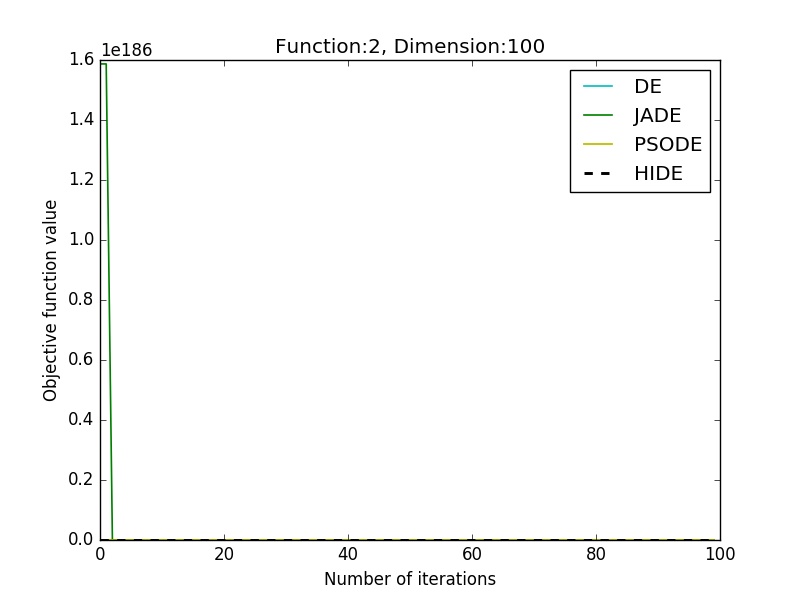 Function:2, Dimension:100
1e186
1.6
1.4
1.2
1.0
0.8
0.6
0.4
0.2
0.0
Objective function value
DE
JADE
PSODE
HIDE
0 20 40 60 80 100
Number of iterations